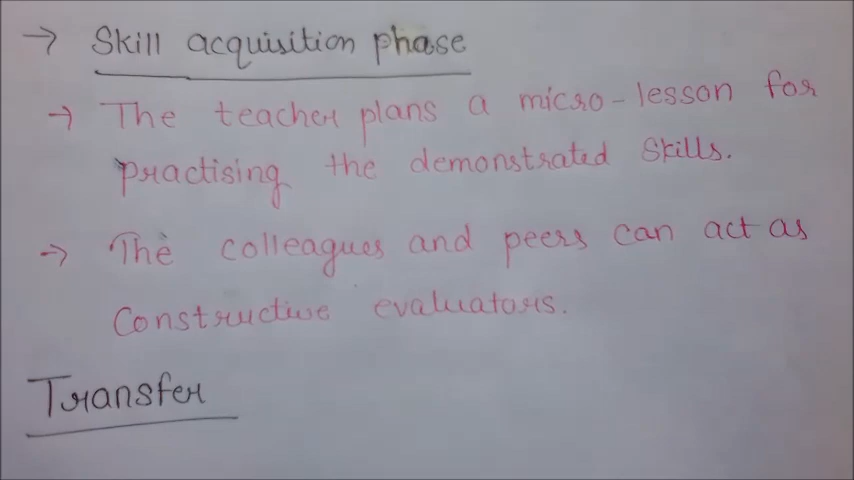 → Skill acquisition phase
→ The teacher plans a micro-lesson for
practising the demonstrated skills.
→ The colleagues and peers can act as
Constructive evaluators.
Transfer